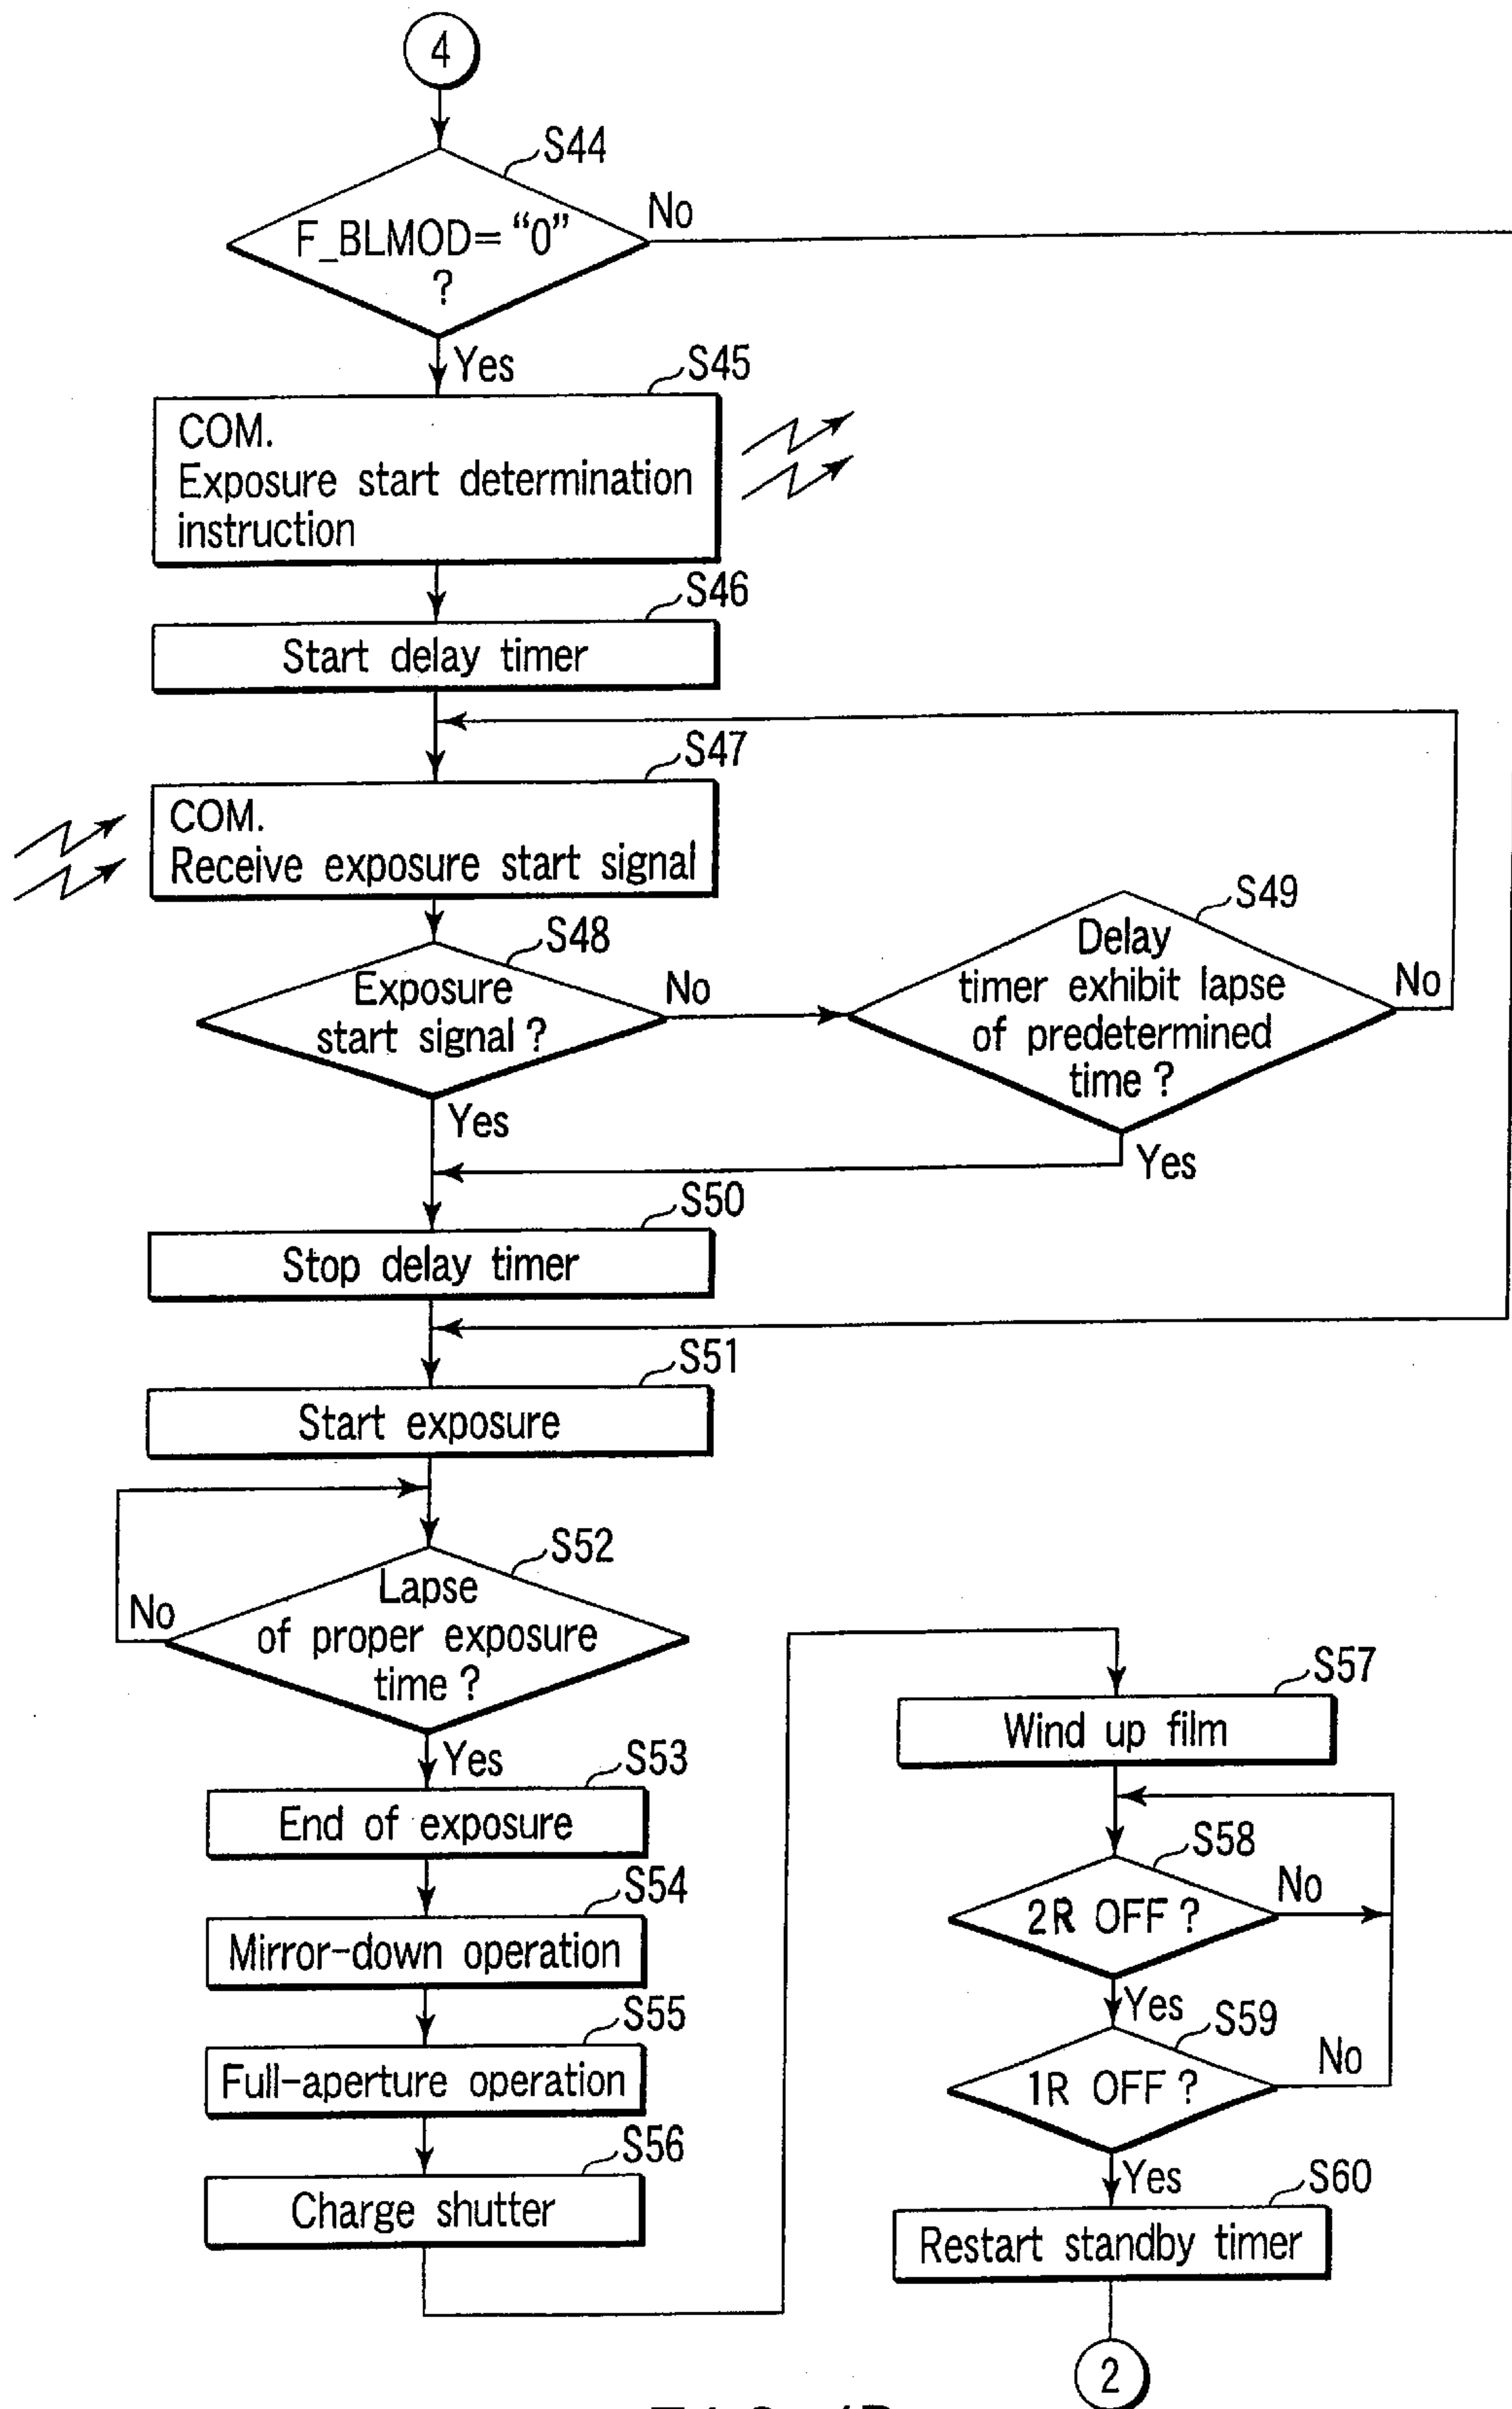 4
S44
F_BLMOD= “0”
?
No
Yes
S45
COM.
Exposure start determination
instruction
S46
Start delay timer
S47
COM.
Receive exposure start signal
S48
Exposure
start signal ?
No
Yes
S49
Delay
timer exhibit lapse
of predetermined
time ?
No
Yes
S50
Stop delay timer
S51
Start exposure
S52
Lapse
of proper exposure
time ?
No
Yes
S53
End of exposure
S54
Mirror-down operation
S55
Full-aperture operation
S56
Charge shutter
S57
Wind up film
S58
2R OFF ?
No
Yes
S59
1R OFF ?
No
Yes
S60
Restart standby timer
2